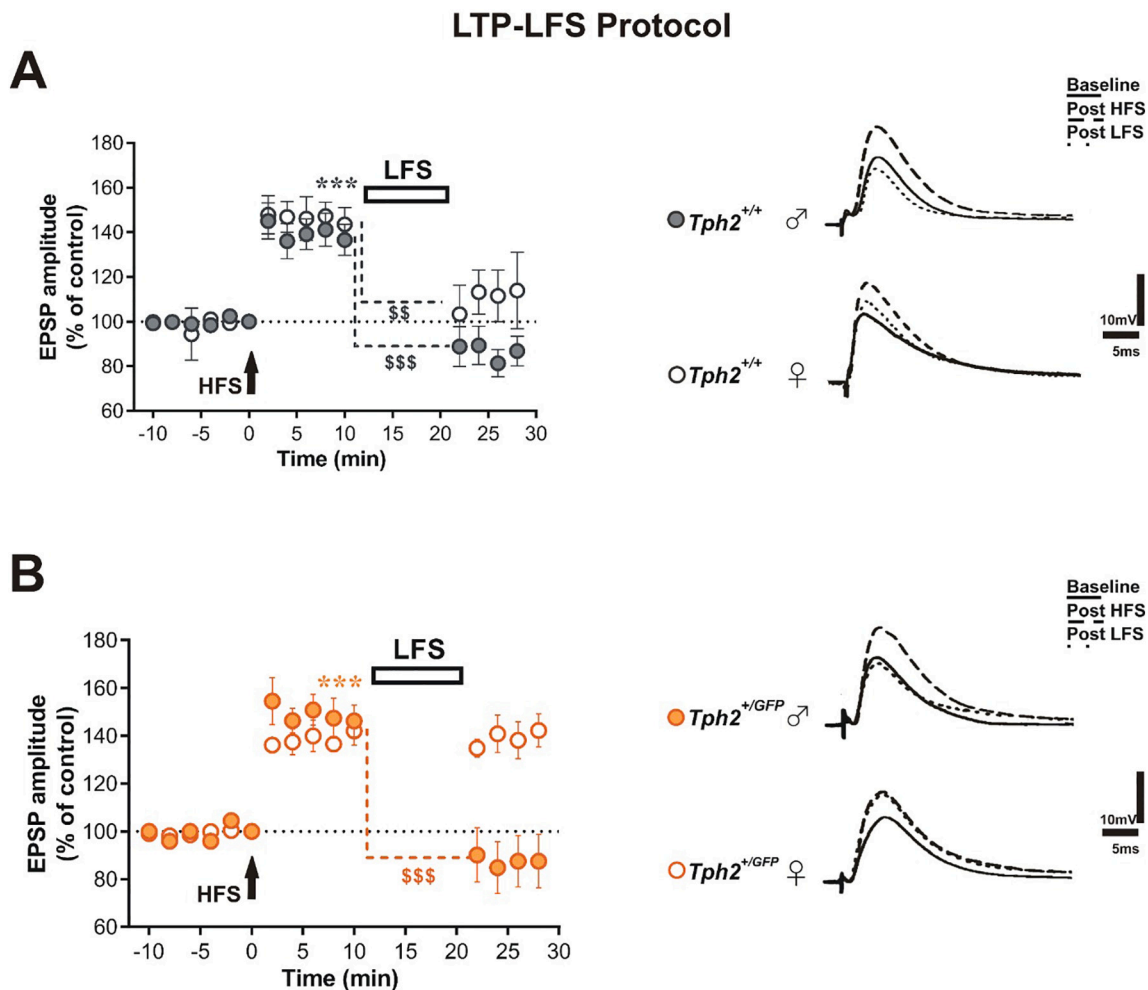 LTP-LFS Protocol
A
EPSP amplitude
(% of control)
180
160
140
120
100
80
60
***
LFS
$$
$$$
HFS
-10 -5 0 5 10 15 20 25 30
Time (min)
Baseline
Post HFS
Post LFS
Tph2+/+ ♂
Tph2+/+ ♀
10mV
5ms
B
EPSP amplitude
(% of control)
180
160
140
120
100
80
60
***
LFS
$$$
HFS
-10 -5 0 5 10 15 20 25 30
Time (min)
Baseline
Post HFS
Post LFS
Tph2+/GFP ♂
Tph2+/GFP ♀
10mV
5ms